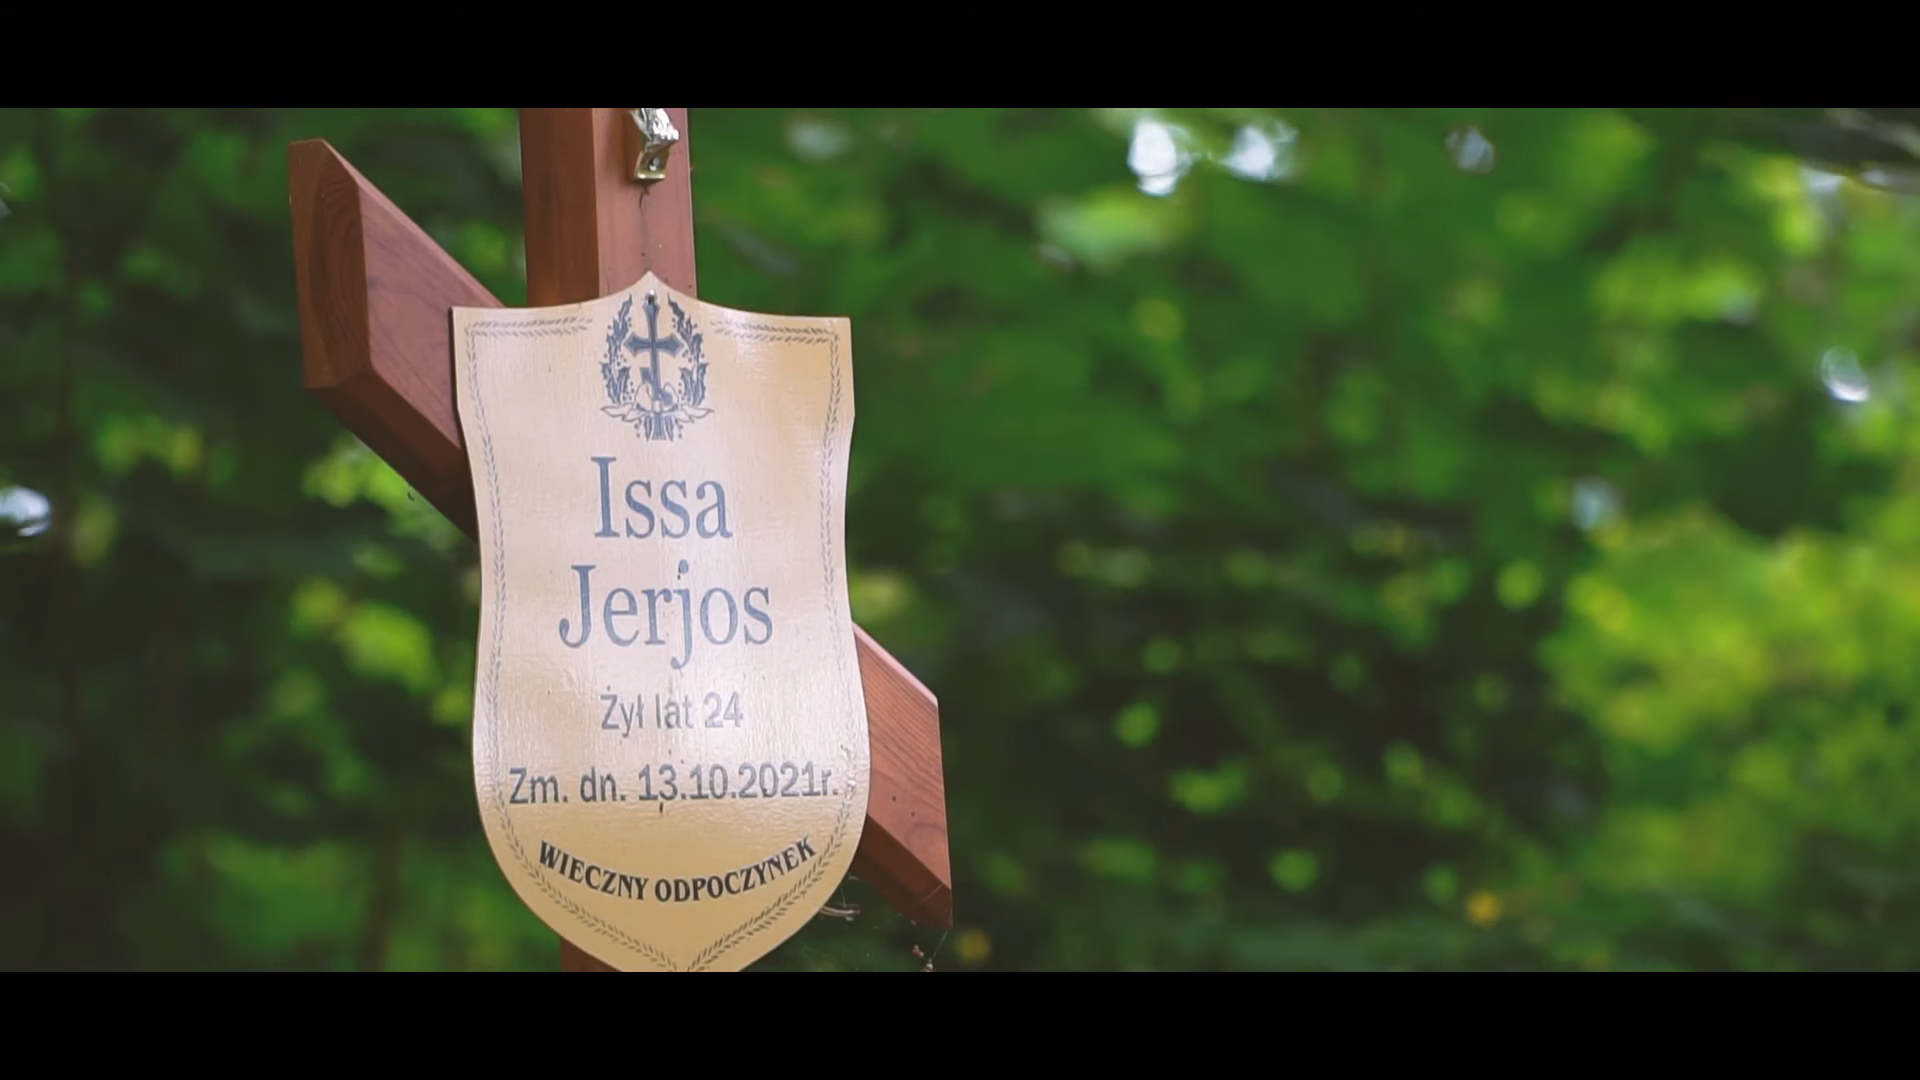 Issa
Jerjos
Żył lat 24
Zm. dn. 13.10.2021r.
WIECZNY ODPOCZYNEK